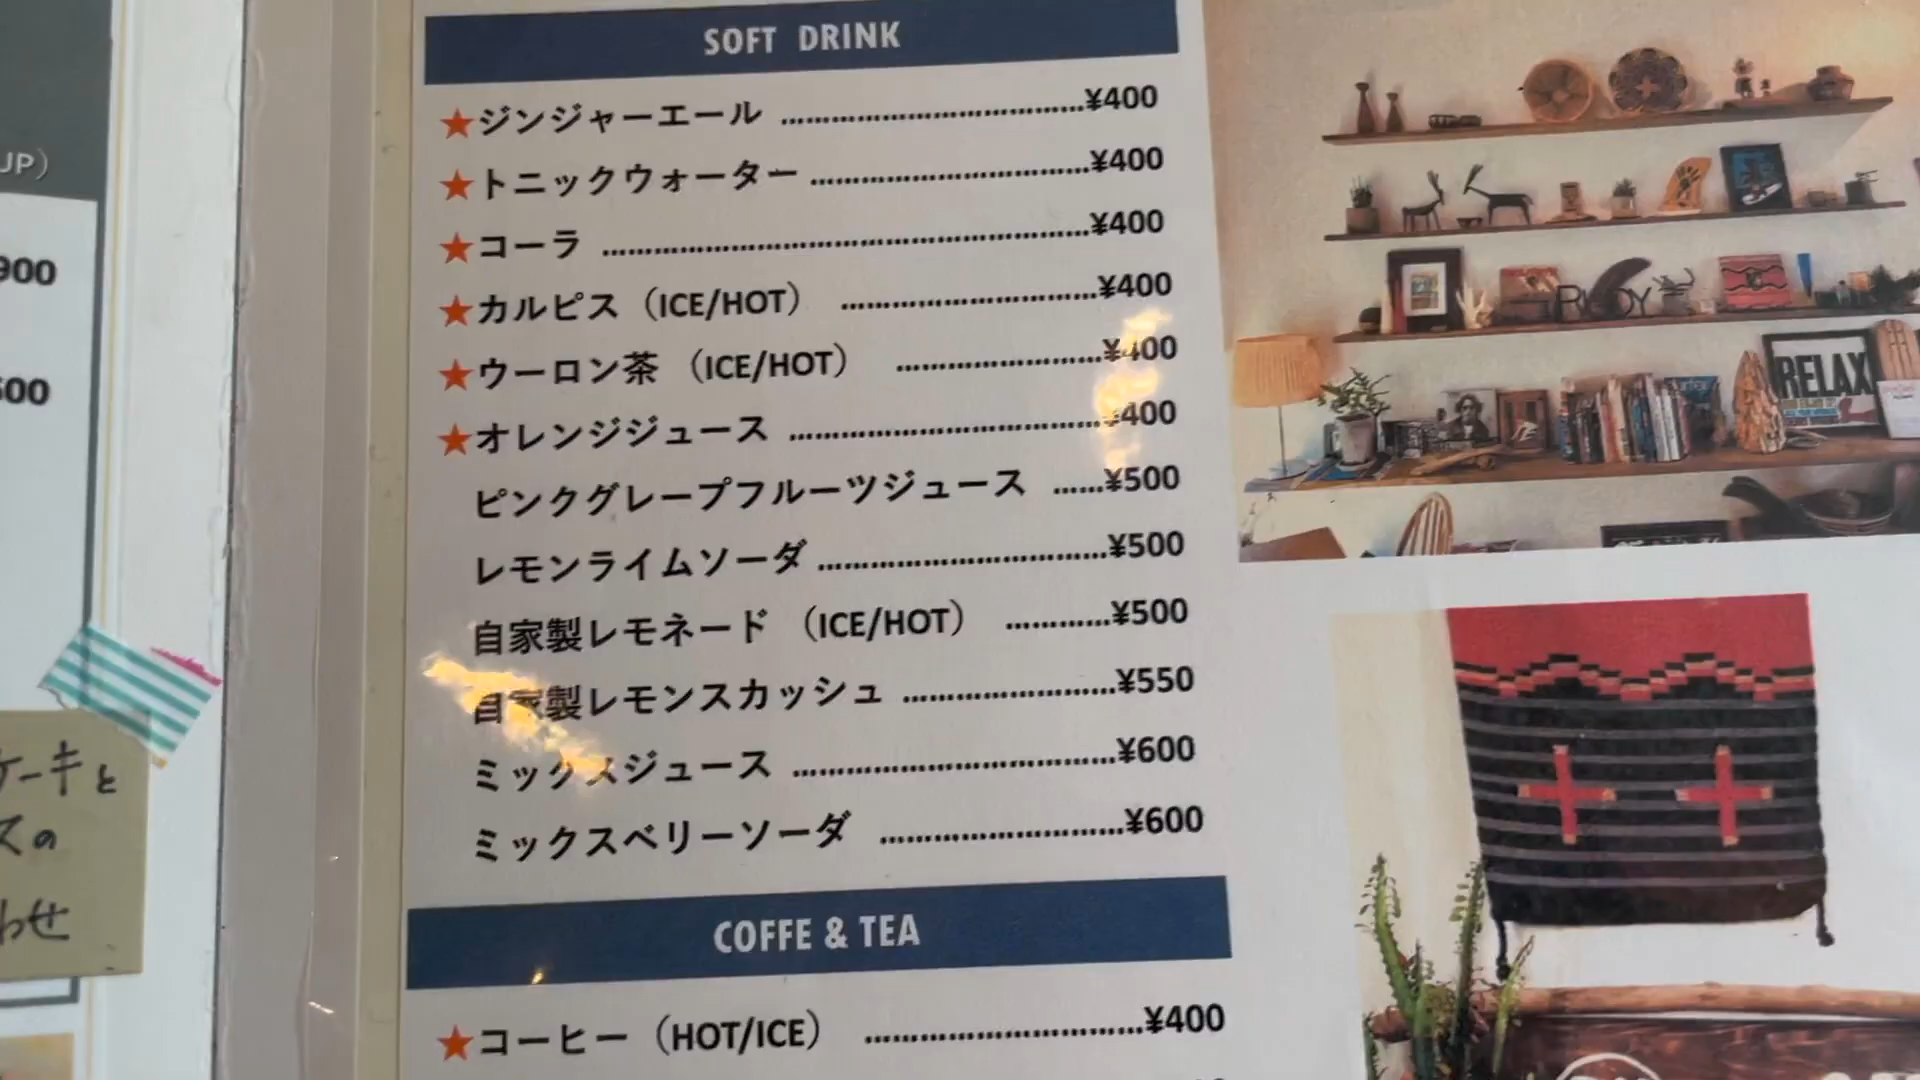 SOFT DRINK
★ジンジャーエール ¥400
★トニックウォーター ¥400
★コーラ ¥400
★カルピス（ICE/HOT） ¥400
★ウーロン茶（ICE/HOT） ¥400
★オレンジジュース ¥400
ピンクグレープフルーツジュース ¥500
レモンライムソーダ ¥500
自家製レモネード（ICE/HOT） ¥500
自家製レモンスカッシュ ¥550
ミックスジュース ¥600
ミックスベリーソーダ ¥600
COFFE & TEA
★コーヒー（HOT/ICE） ¥400
UP）
900
ケーキと
スの
わせ
RELAX